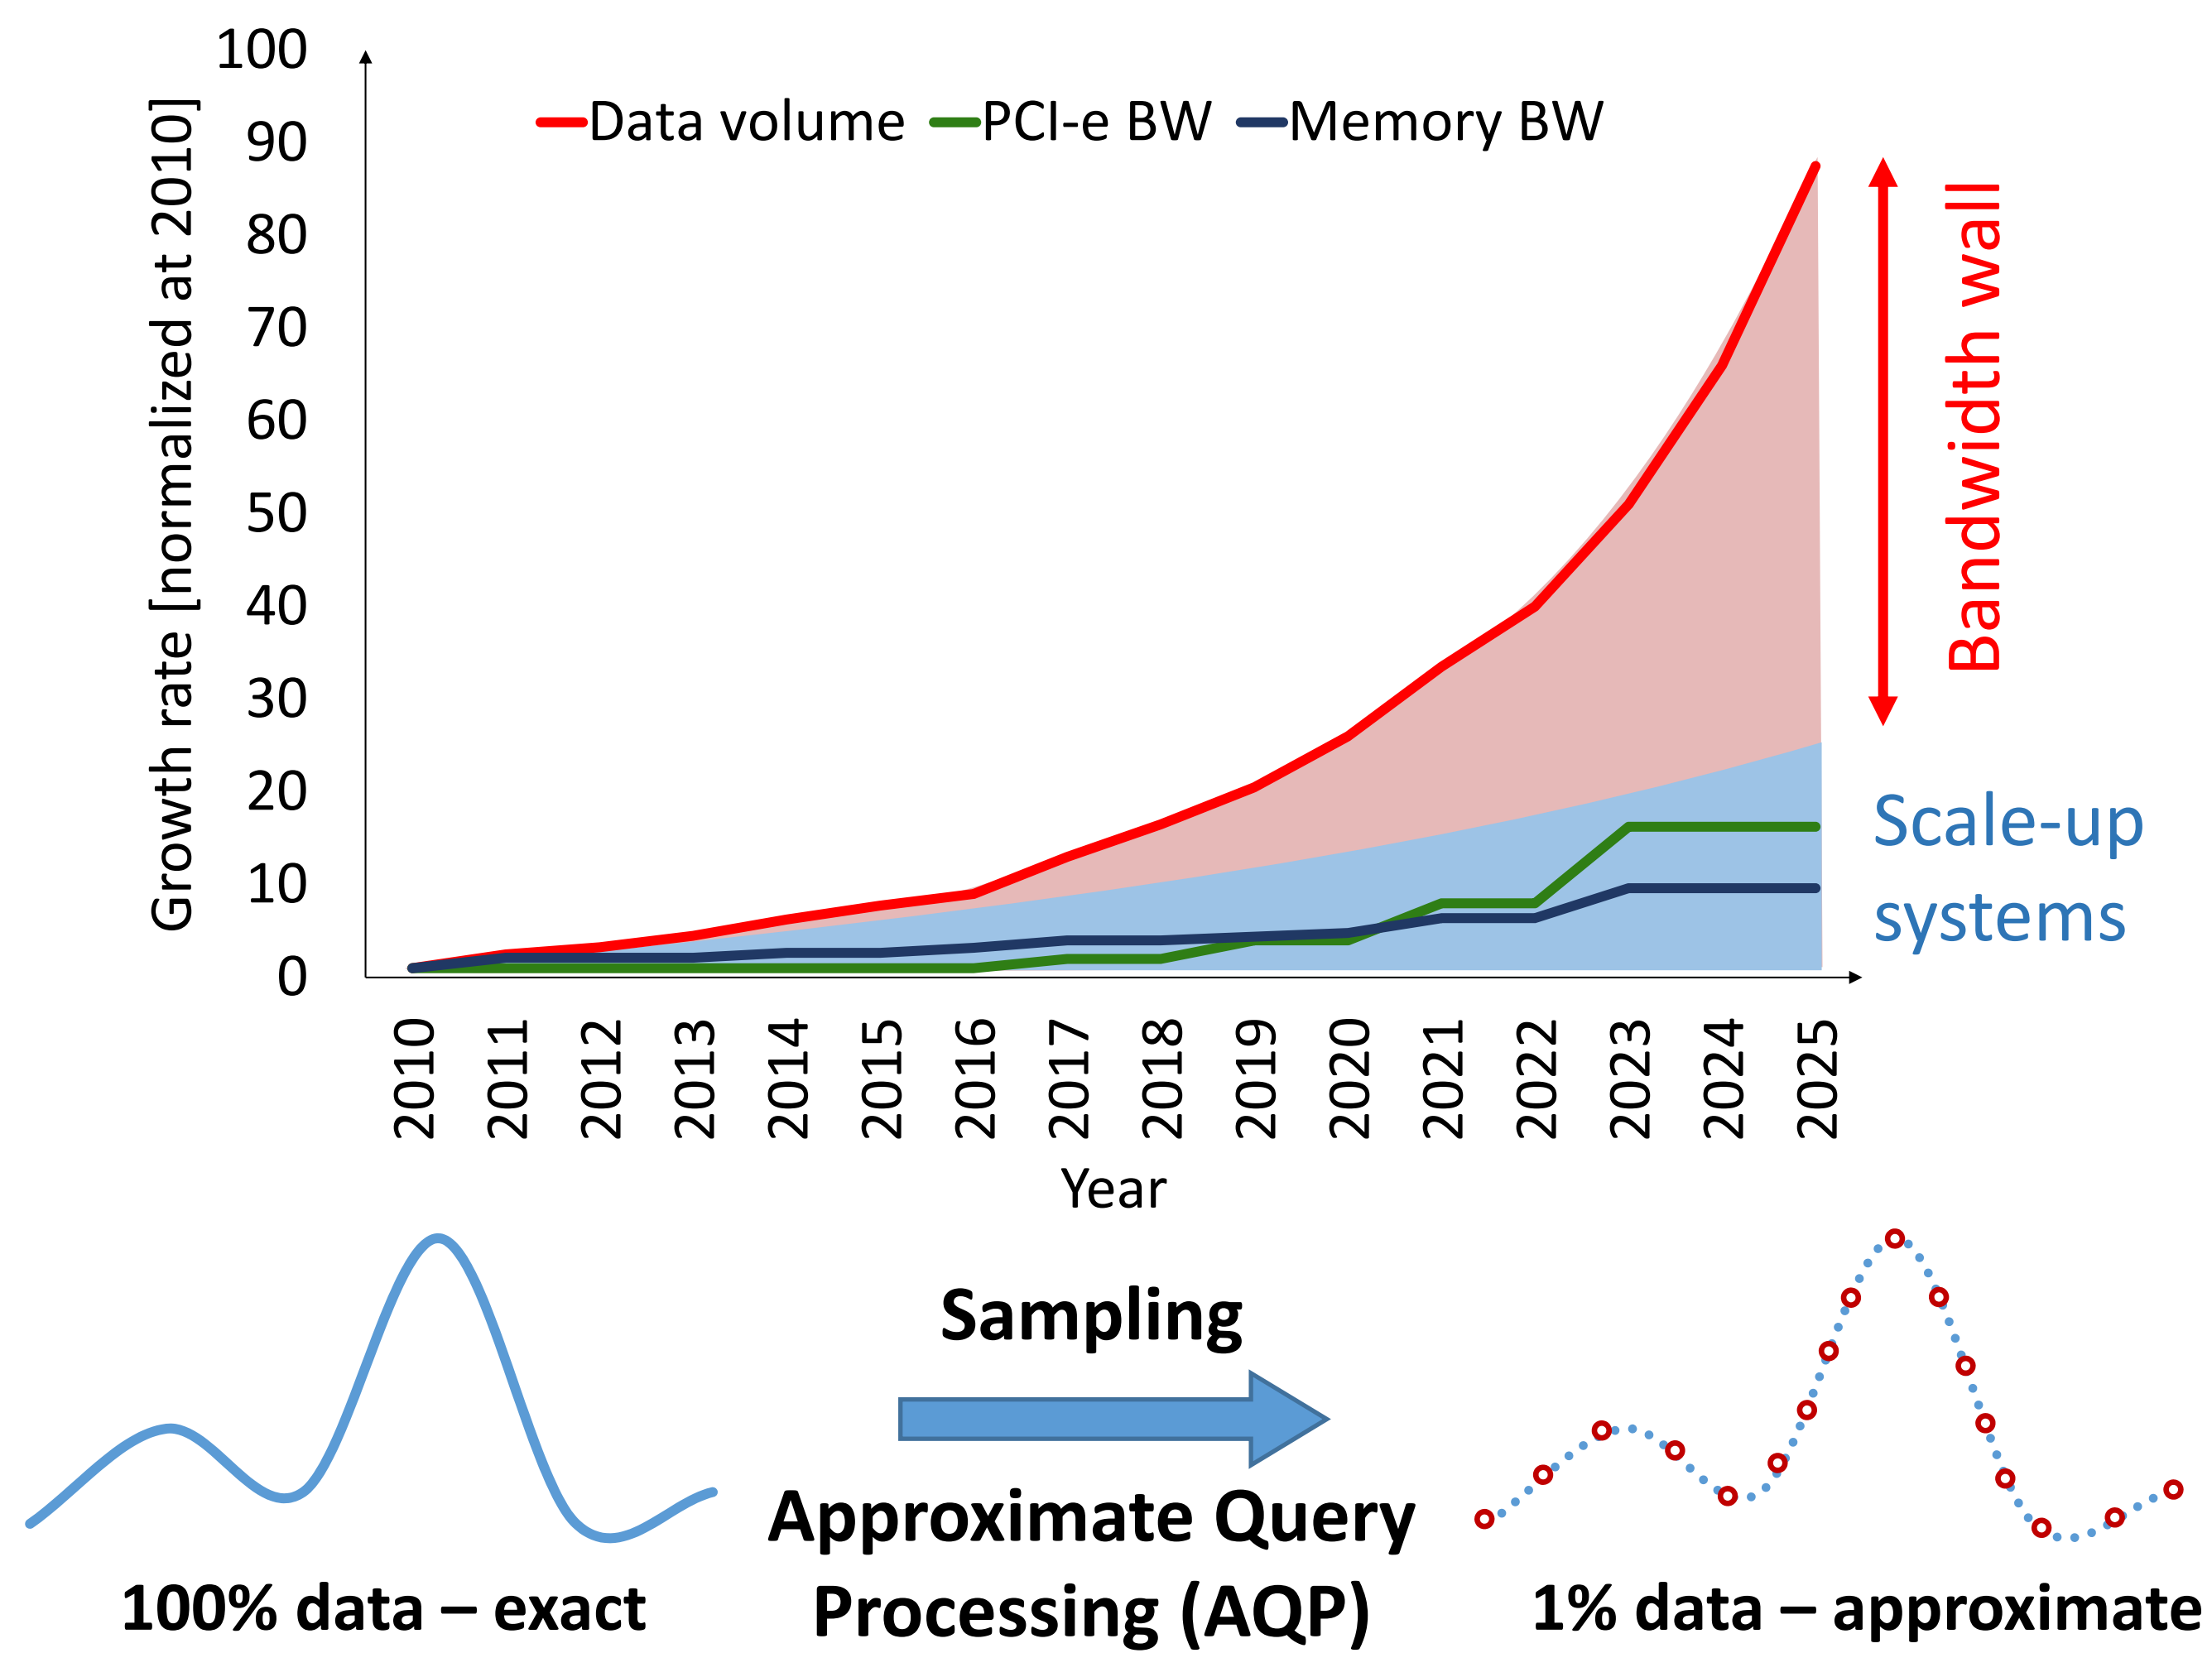 100
90
80
70
60
50
40
30
20
10
0
Growth rate [normalized at 2010]
Data volume
PCI-e BW
Memory BW
Bandwidth wall
Scale-up
systems
2010
2011
2012
2013
2014
2015
2016
2017
2018
2019
2020
2021
2022
2023
2024
2025
Year
Sampling
Approximate Query
Processing (AQP)
100% data – exact
1% data – approximate